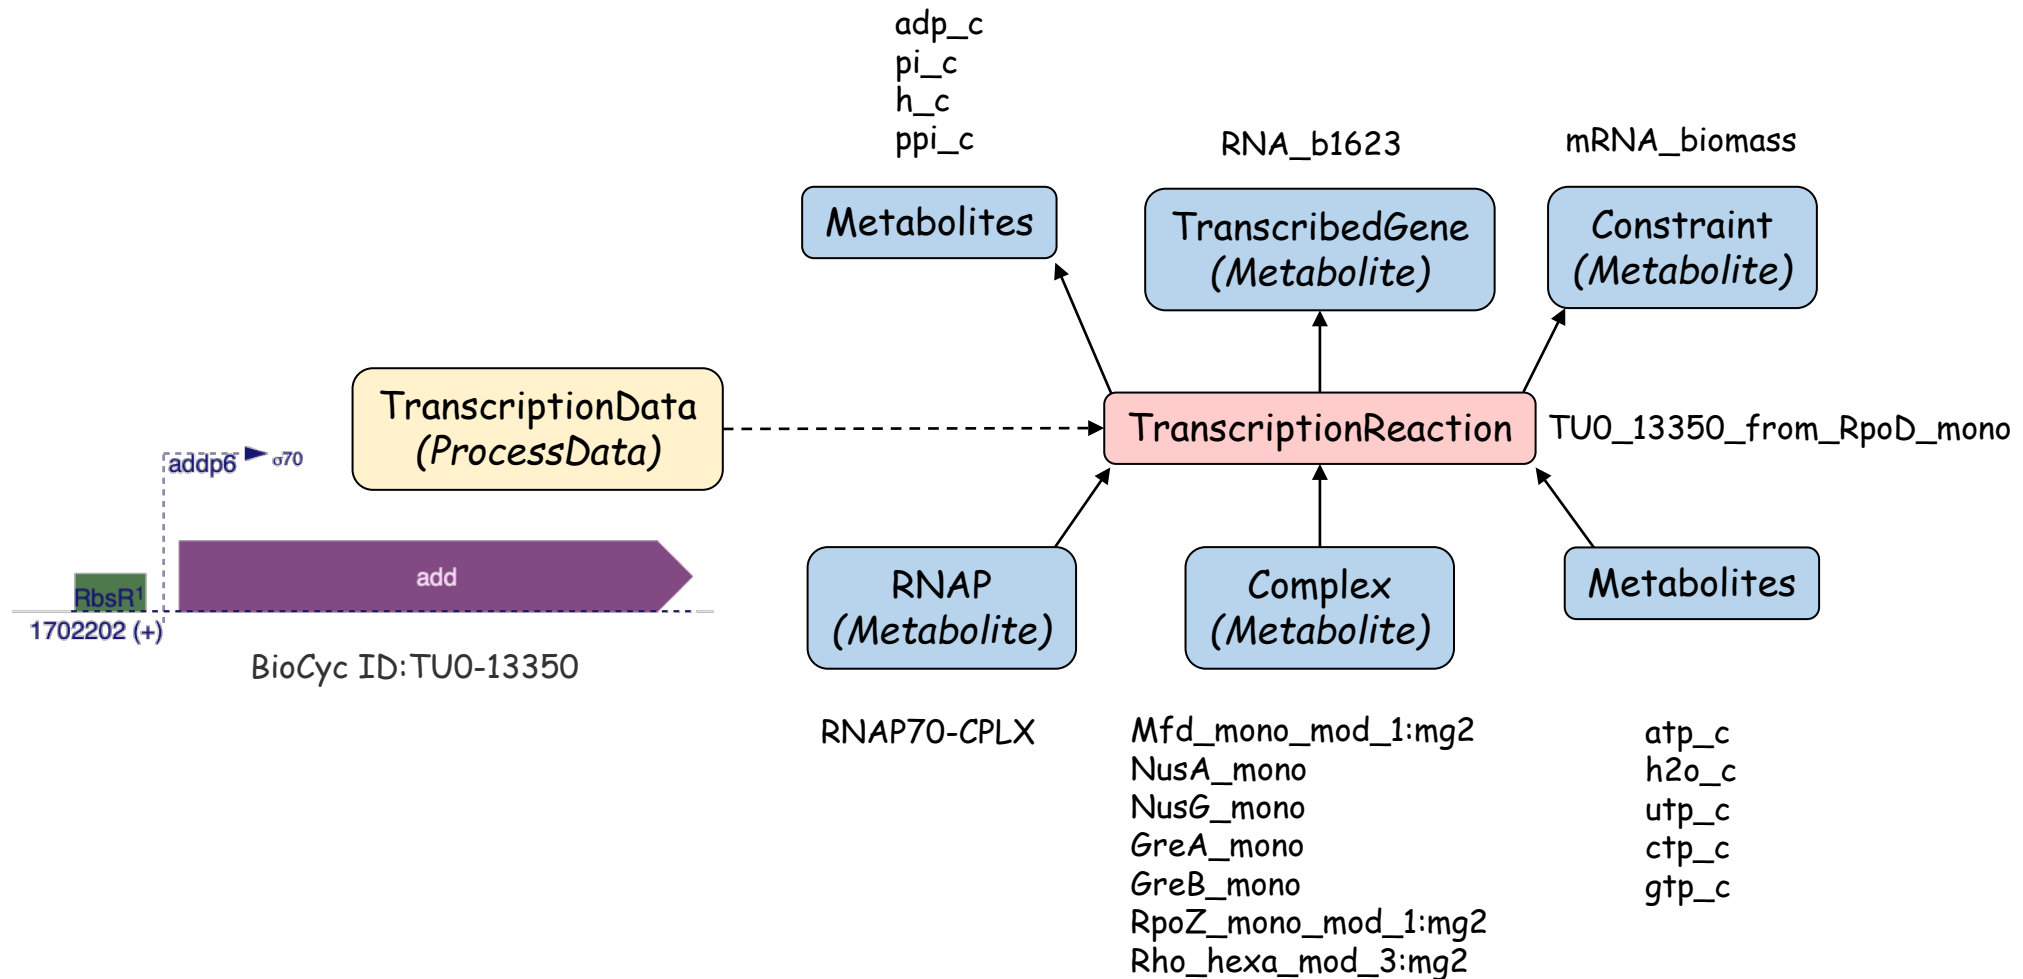 adp_c
pi_c
h_c
ppi_c
RNA_b1623
mRNA_biomass
Metabolites
TranscribedGene
(Metabolite)
Constraint
(Metabolite)
TranscriptionData
(ProcessData)
TranscriptionReaction
TU0_13350_from_RpoD_mono
addp6
σ70
add
RbsR¹
1702202 (+)
BioCyc ID:TU0-13350
RNAP
(Metabolite)
Complex
(Metabolite)
Metabolites
RNAP70-CPLX
Mfd_mono_mod_1:mg2
NusA_mono
NusG_mono
GreA_mono
GreB_mono
RpoZ_mono_mod_1:mg2
Rho_hexa_mod_3:mg2
atp_c
h2o_c
utp_c
ctp_c
gtp_c